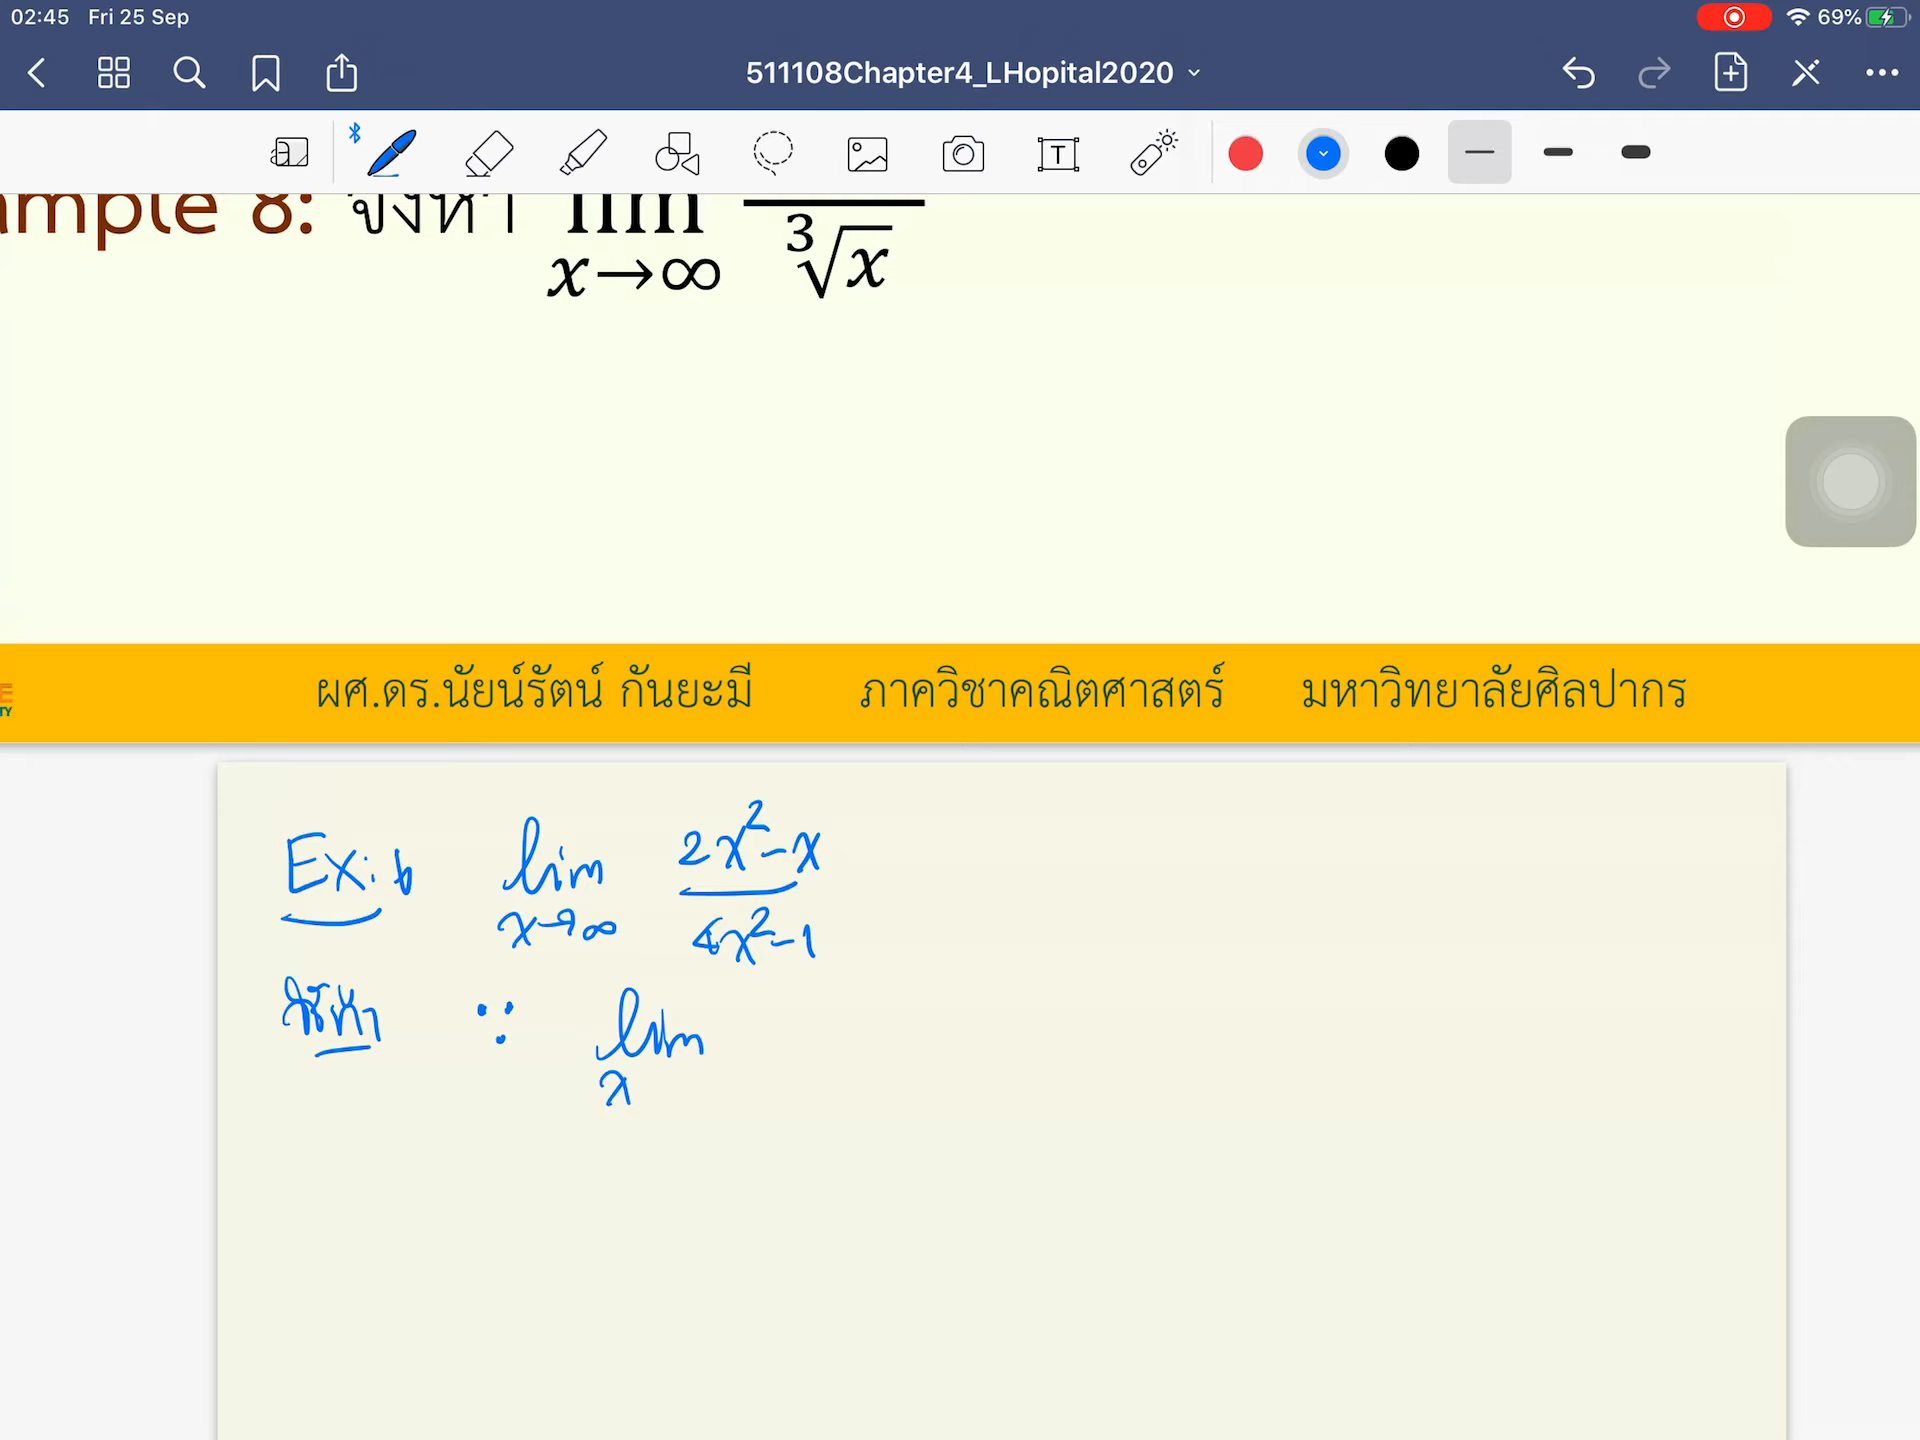 02:45 Fri 25 Sep 69%
511108Chapter4_LHopital2020
a T
ample 8: จงหา lim
x→∞ ∛x
E
TY
ผศ.ดร.นัยน์รัตน์ กันยะมี ภาควิชาคณิตศาสตร์ มหาวิทยาลัยศิลปากร
Ex: 6 lim 2x²-x
x→∞ 4x²-1
วิธีทำ ∵ lim
x